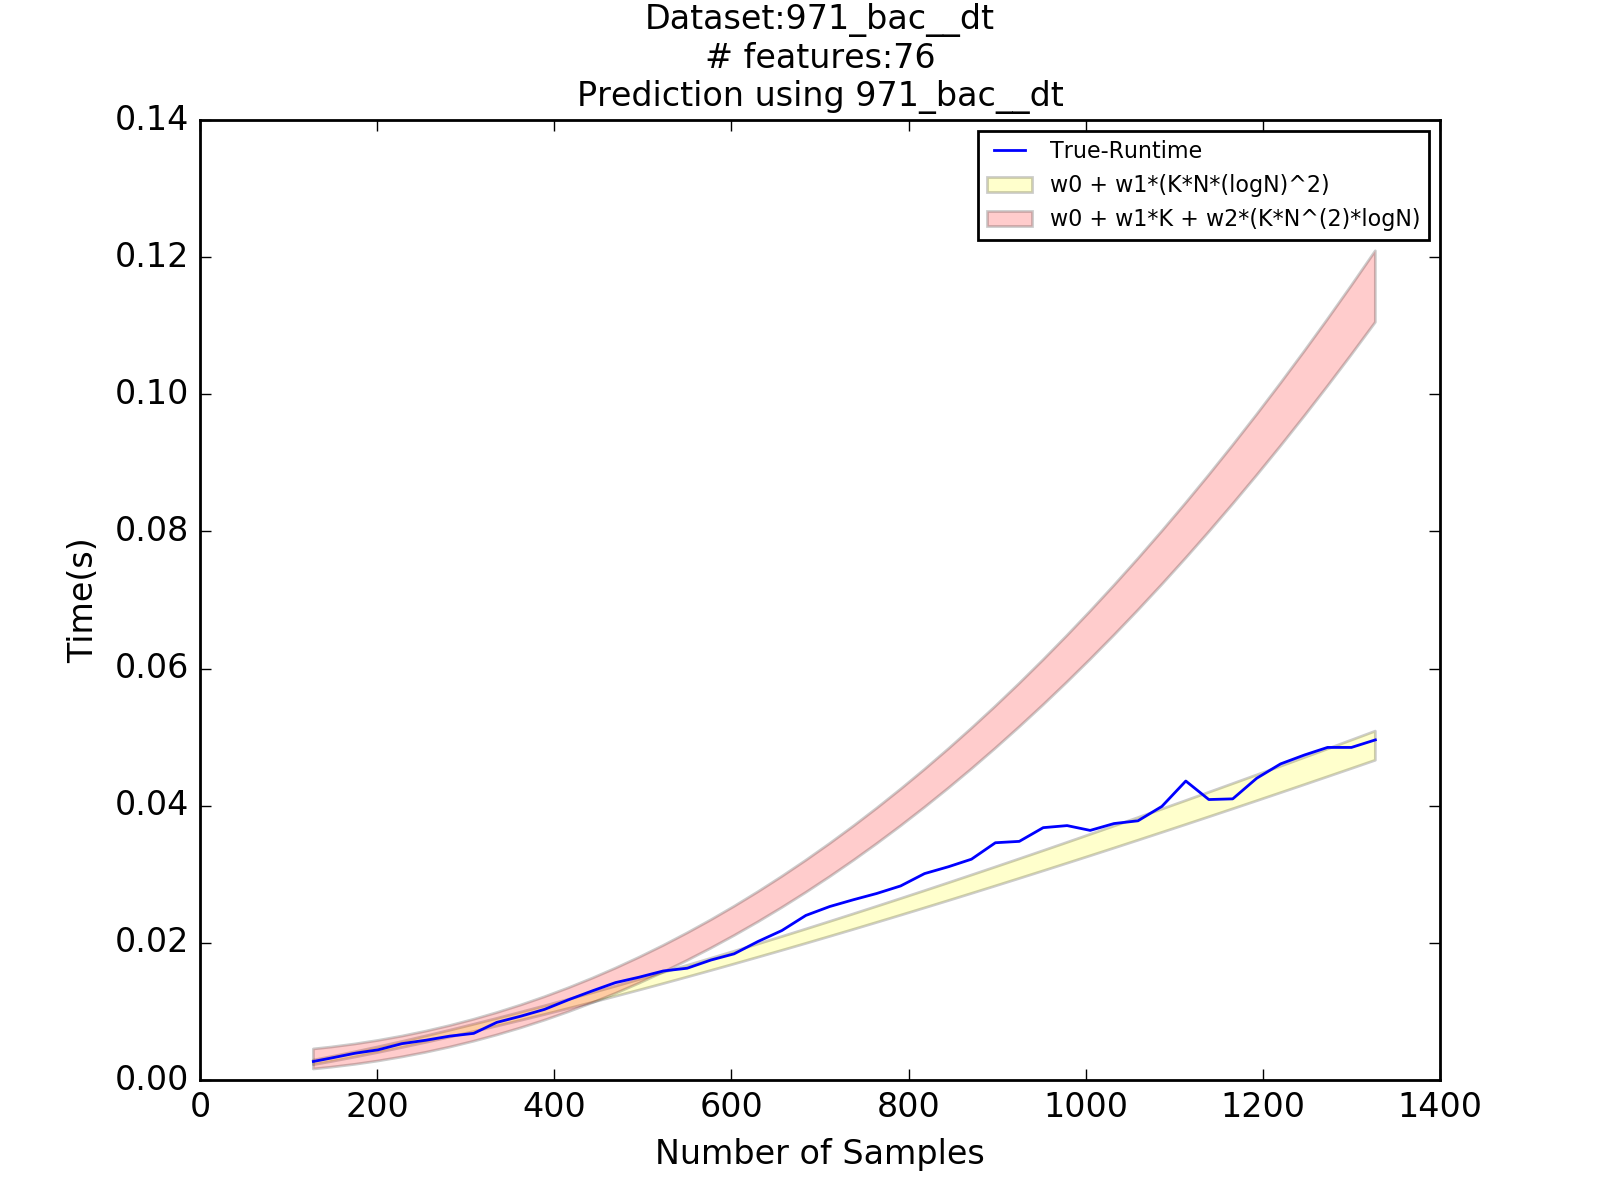 Dataset:971_bac__dt
# features:76
Prediction using 971_bac__dt
0.14
0.12
0.10
0.08
0.06
0.04
0.02
0.00
Time(s)
True-Runtime
w0 + w1*(K*N*(logN)^2)
w0 + w1*K + w2*(K*N^(2)*logN)
0 200 400 600 800 1000 1200 1400
Number of Samples